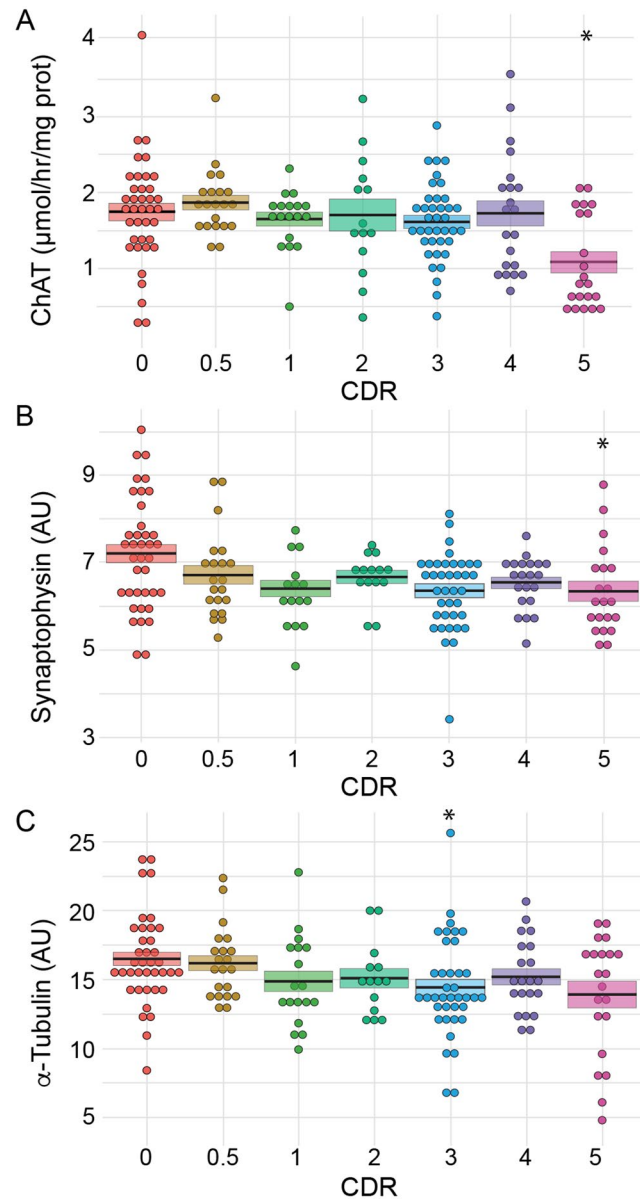 A
ChAT (µmol/hr/mg prot)
4
3
2
1
*
0 0.5 1 2 3 4 5
CDR
B
Synaptophysin (AU)
9
7
5
3
*
0 0.5 1 2 3 4 5
CDR
C
α-Tubulin (AU)
25
20
15
10
5
*
0 0.5 1 2 3 4 5
CDR